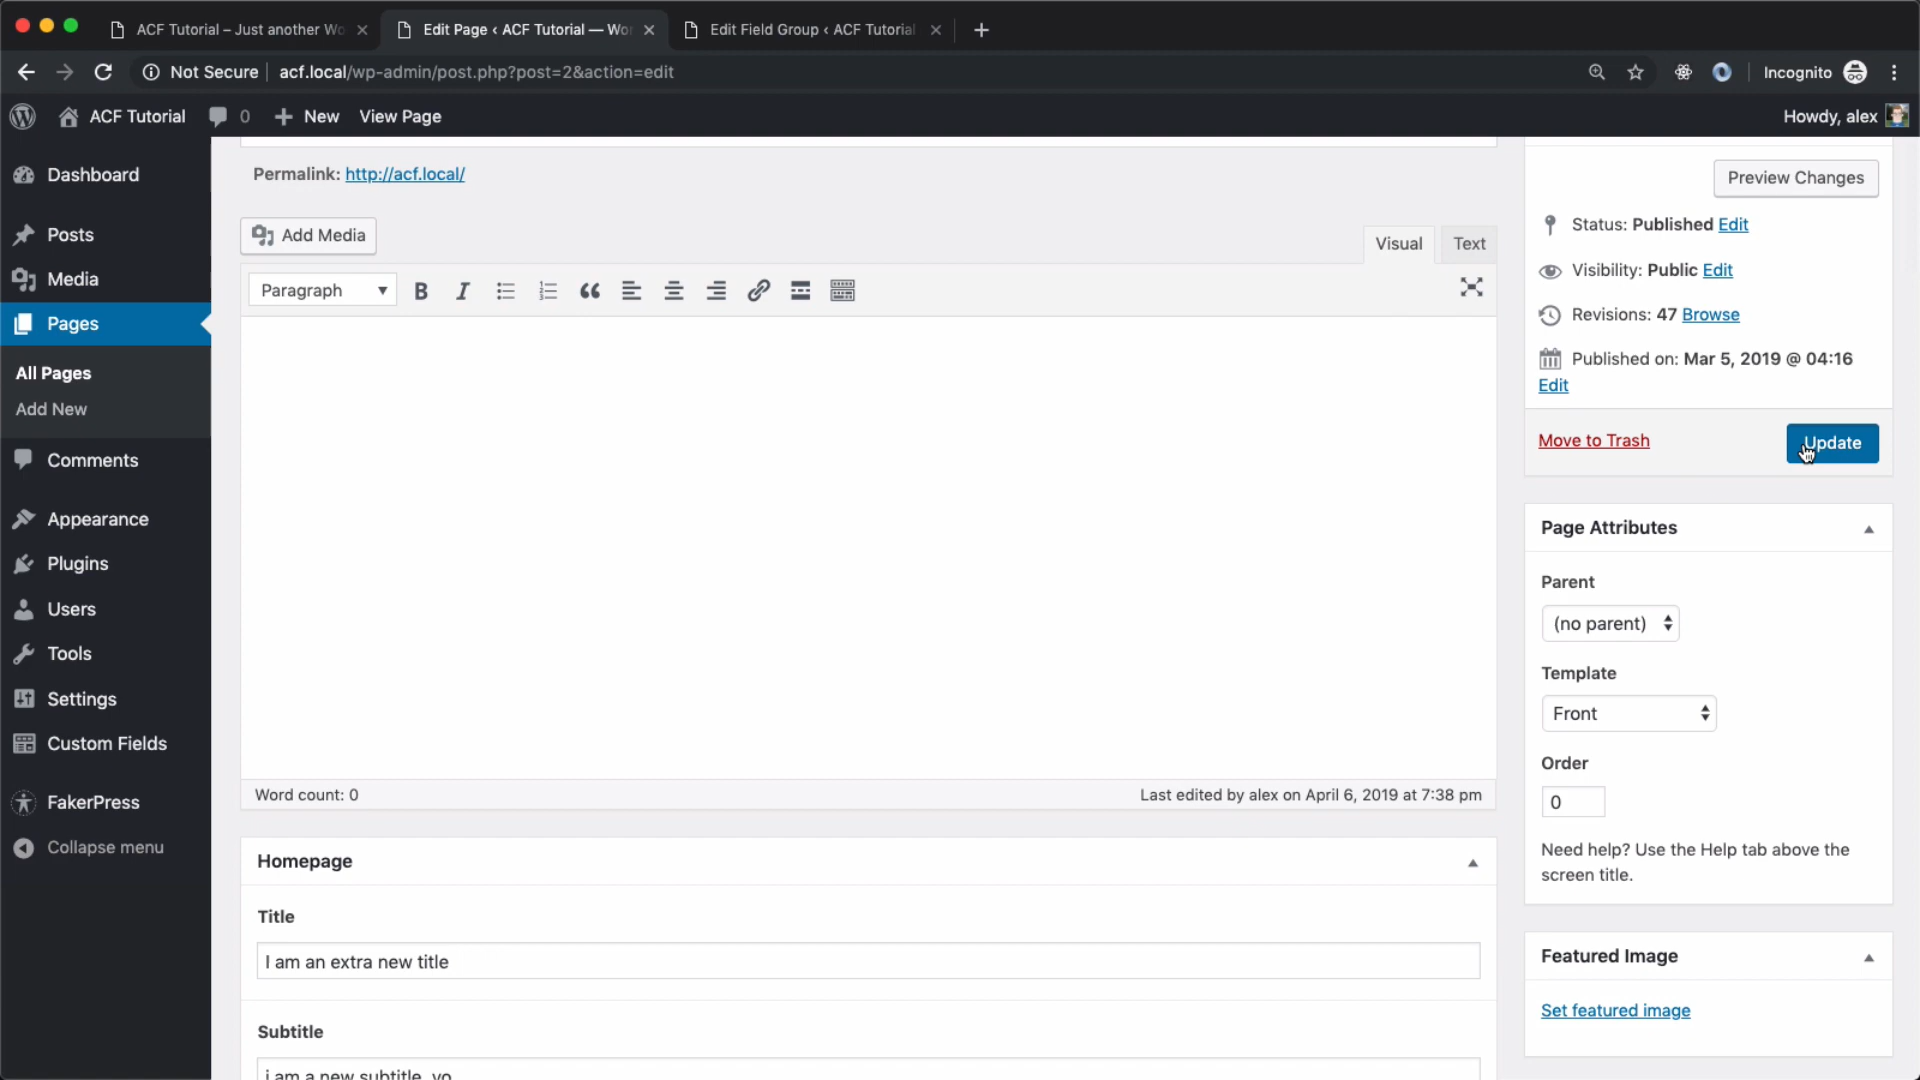 ACF Tutorial – Just another Wo
Edit Page ‹ ACF Tutorial — Wor
Edit Field Group ‹ ACF Tutorial
Not Secure
acf.local/wp-admin/post.php?post=2&action=edit
Incognito
ACF Tutorial
0
New
View Page
Howdy, alex
Dashboard
Posts
Media
Pages
All Pages
Add New
Comments
Appearance
Plugins
Users
Tools
Settings
Custom Fields
FakerPress
Collapse menu
Permalink: http://acf.local/
Add Media
Visual
Text
Paragraph
Word count: 0
Last edited by alex on April 6, 2019 at 7:38 pm
Homepage
Title
I am an extra new title
Subtitle
i am a new subtitle, yo
Preview Changes
Status: Published Edit
Visibility: Public Edit
Revisions: 47 Browse
Published on: Mar 5, 2019 @ 04:16
Edit
Move to Trash
Update
Page Attributes
Parent
(no parent)
Template
Front
Order
0
Need help? Use the Help tab above the
screen title.
Featured Image
Set featured image